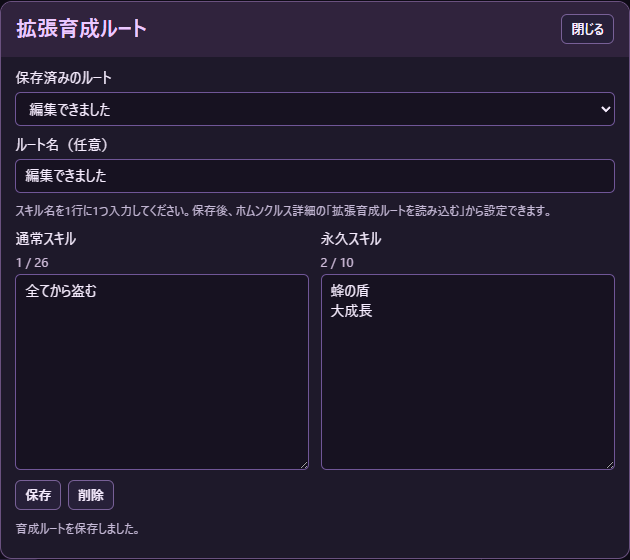 拡張育成ルート
閉じる
保存済みのルート
編集できました
ルート名（任意）
編集できました
スキル名を1行に1つ入力してください。保存後、ホムンクルス詳細の「拡張育成ルートを読み込む」から設定できます。
通常スキル
1 / 26
全てから盗む
永久スキル
2 / 10
蜂の盾
大成長
保存
削除
育成ルートを保存しました。